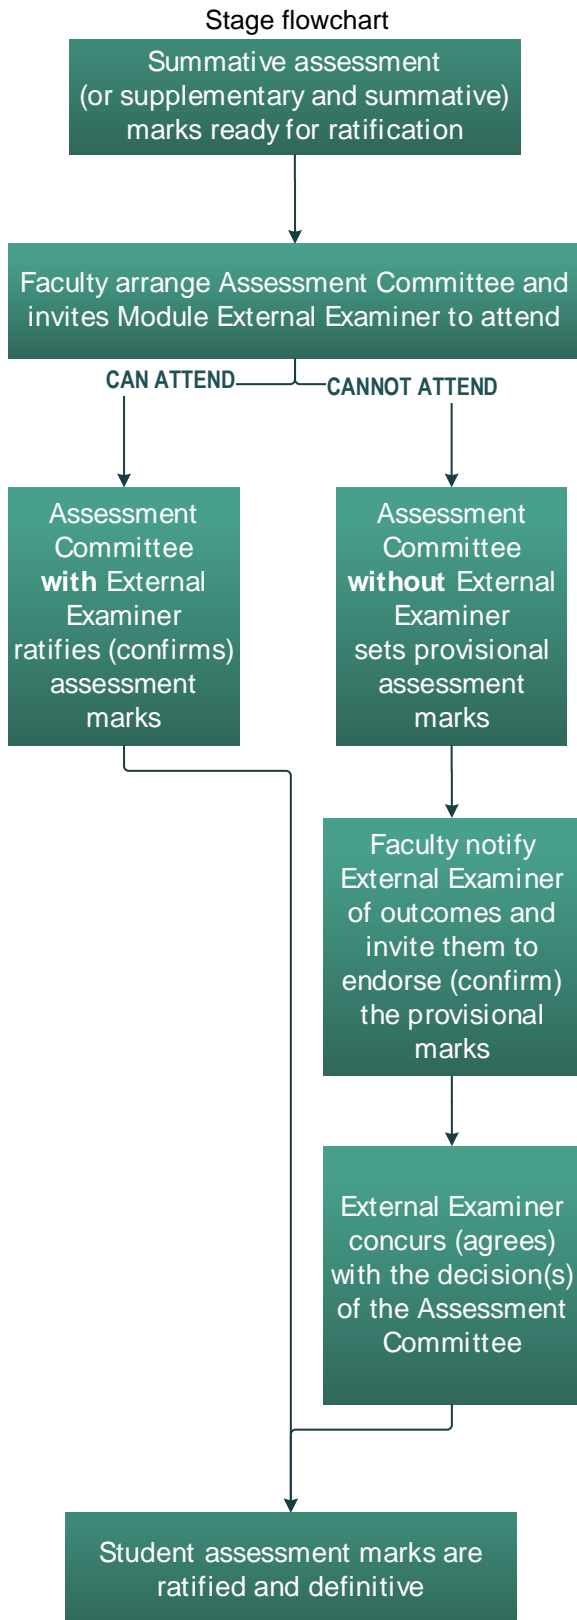 Stage flowchart
Summative assessment
(or supplementary and summative)
marks ready for ratification
Faculty arrange Assessment Committee and
invites Module External Examiner to attend
CAN ATTEND
CANNOT ATTEND
Assessment
Committee
with External
Examiner
ratifies (confirms)
assessment
marks
Assessment
Committee
without External
Examiner
sets provisional
assessment
marks
Faculty notify
External Examiner
of outcomes and
invite them to
endorse (confirm)
the provisional
marks
External Examiner
concurs (agrees)
with the decision(s)
of the Assessment
Committee
Student assessment marks are
ratified and definitive